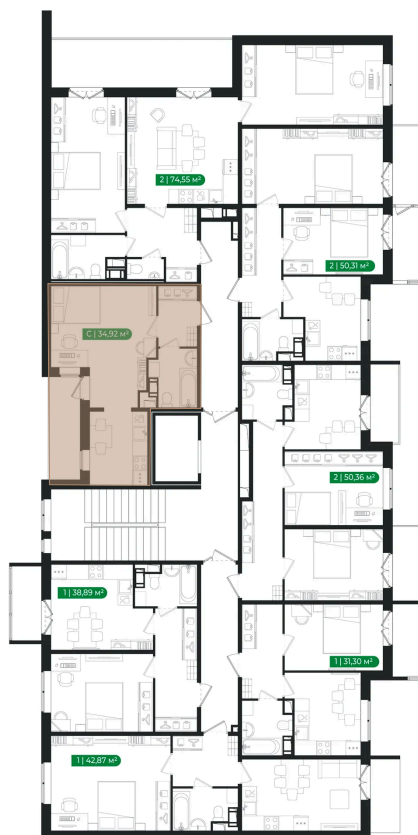 2 | 74,55 м²
2 | 50,31 м²
С | 34,92 м²
2 | 50,36 м²
1 | 38,89 м²
1 | 31,30 м²
1 | 42,87 м²